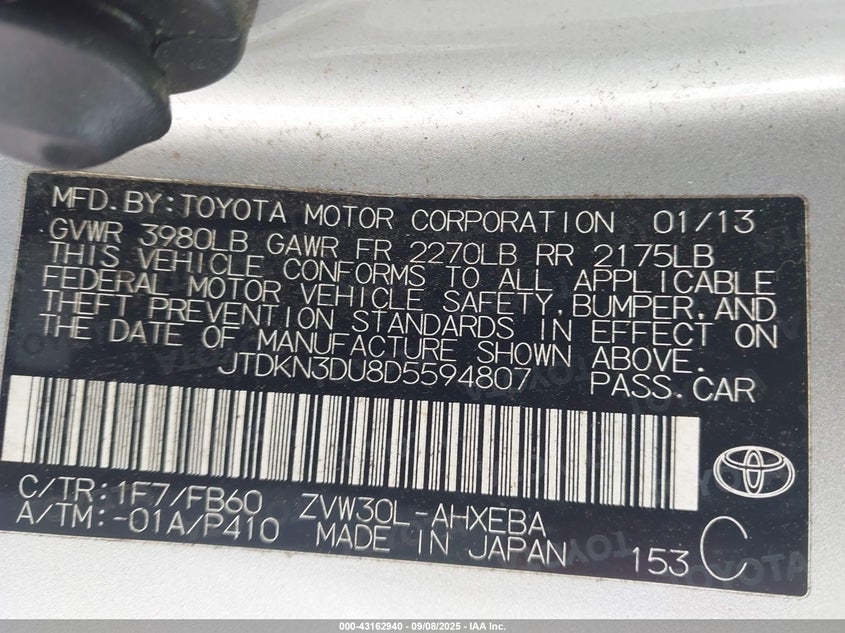 MFD.BY:TOYOTA MOTOR CORPORATION 01/13
GVWR 3980LB GAWR FR 2270LB RR 2175LB
THIS VEHICLE CONFORMS TO ALL APPLICABLE
FEDERAL MOTOR VEHICLE SAFETY,BUMPER,AND
THEFT PREVENTION STANDARDS IN EFFECT ON
THE DATE OF MANUFACTURE SHOWN ABOVE.
JTDKN3DU8D5594807 PASS.CAR
C/TR:1F7/FB60 ZVW30L-AHXEBA
A/TM:-01A/P410 MADE IN JAPAN 153 C
000-43162940 - 09/08/2025 - IAA Inc.